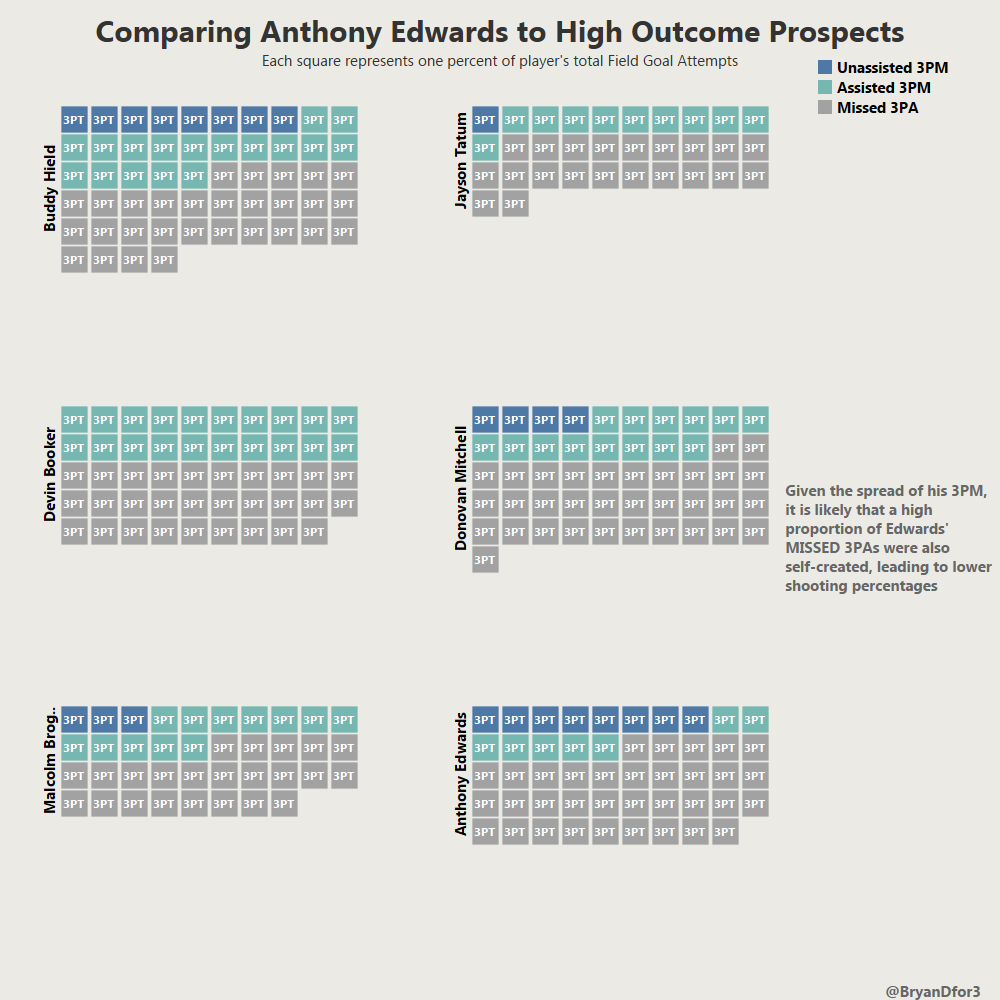 Comparing Anthony Edwards to High Outcome Prospects
Each square represents one percent of player's total Field Goal Attempts
Unassisted 3PM
Assisted 3PM
Missed 3PA
Buddy Hield
3PT 3PT 3PT 3PT 3PT 3PT 3PT 3PT 3PT 3PT
3PT 3PT 3PT 3PT 3PT 3PT 3PT 3PT 3PT 3PT
3PT 3PT 3PT 3PT 3PT 3PT 3PT 3PT 3PT 3PT
3PT 3PT 3PT 3PT 3PT 3PT 3PT 3PT 3PT 3PT
3PT 3PT 3PT 3PT 3PT 3PT 3PT 3PT 3PT 3PT
3PT 3PT 3PT 3PT
Jayson Tatum
3PT 3PT 3PT 3PT 3PT 3PT 3PT 3PT 3PT 3PT
3PT 3PT 3PT 3PT 3PT 3PT 3PT 3PT 3PT 3PT
3PT 3PT 3PT 3PT 3PT 3PT 3PT 3PT 3PT 3PT
3PT 3PT
Devin Booker
3PT 3PT 3PT 3PT 3PT 3PT 3PT 3PT 3PT 3PT
3PT 3PT 3PT 3PT 3PT 3PT 3PT 3PT 3PT 3PT
3PT 3PT 3PT 3PT 3PT 3PT 3PT 3PT 3PT 3PT
3PT 3PT 3PT 3PT 3PT 3PT 3PT 3PT 3PT 3PT
3PT 3PT 3PT 3PT 3PT 3PT 3PT 3PT 3PT
Donovan Mitchell
3PT 3PT 3PT 3PT 3PT 3PT 3PT 3PT 3PT 3PT
3PT 3PT 3PT 3PT 3PT 3PT 3PT 3PT 3PT 3PT
3PT 3PT 3PT 3PT 3PT 3PT 3PT 3PT 3PT 3PT
3PT 3PT 3PT 3PT 3PT 3PT 3PT 3PT 3PT 3PT
3PT 3PT 3PT 3PT 3PT 3PT 3PT 3PT 3PT 3PT
3PT
Given the spread of his 3PM,
it is likely that a high
proportion of Edwards'
MISSED 3PAs were also
self-created, leading to lower
shooting percentages
Malcolm Brog..
3PT 3PT 3PT 3PT 3PT 3PT 3PT 3PT 3PT 3PT
3PT 3PT 3PT 3PT 3PT 3PT 3PT 3PT 3PT 3PT
3PT 3PT 3PT 3PT 3PT 3PT 3PT 3PT 3PT 3PT
3PT 3PT 3PT 3PT 3PT 3PT 3PT 3PT
Anthony Edwards
3PT 3PT 3PT 3PT 3PT 3PT 3PT 3PT 3PT 3PT
3PT 3PT 3PT 3PT 3PT 3PT 3PT 3PT 3PT 3PT
3PT 3PT 3PT 3PT 3PT 3PT 3PT 3PT 3PT 3PT
3PT 3PT 3PT 3PT 3PT 3PT 3PT 3PT 3PT 3PT
3PT 3PT 3PT 3PT 3PT 3PT 3PT 3PT 3PT
@BryanDfor3